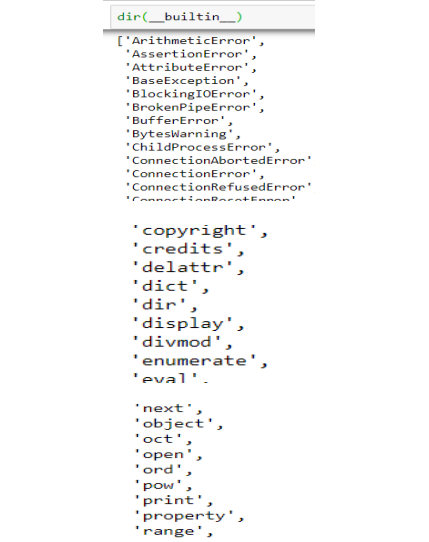 dir(__builtin__)
['ArithmeticError',
'AssertionError',
'AttributeError',
'BaseException',
'BlockingIOError',
'BrokenPipeError',
'BufferError',
'BytesWarning',
'ChildProcessError',
'ConnectionAbortedError'
'ConnectionError',
'ConnectionRefusedError'
'ConnectionResetError'
'copyright',
'credits',
'delattr',
'dict',
'dir',
'display',
'divmod',
'enumerate',
'eval',
'next',
'object',
'oct',
'open',
'ord',
'pow',
'print',
'property',
'range',